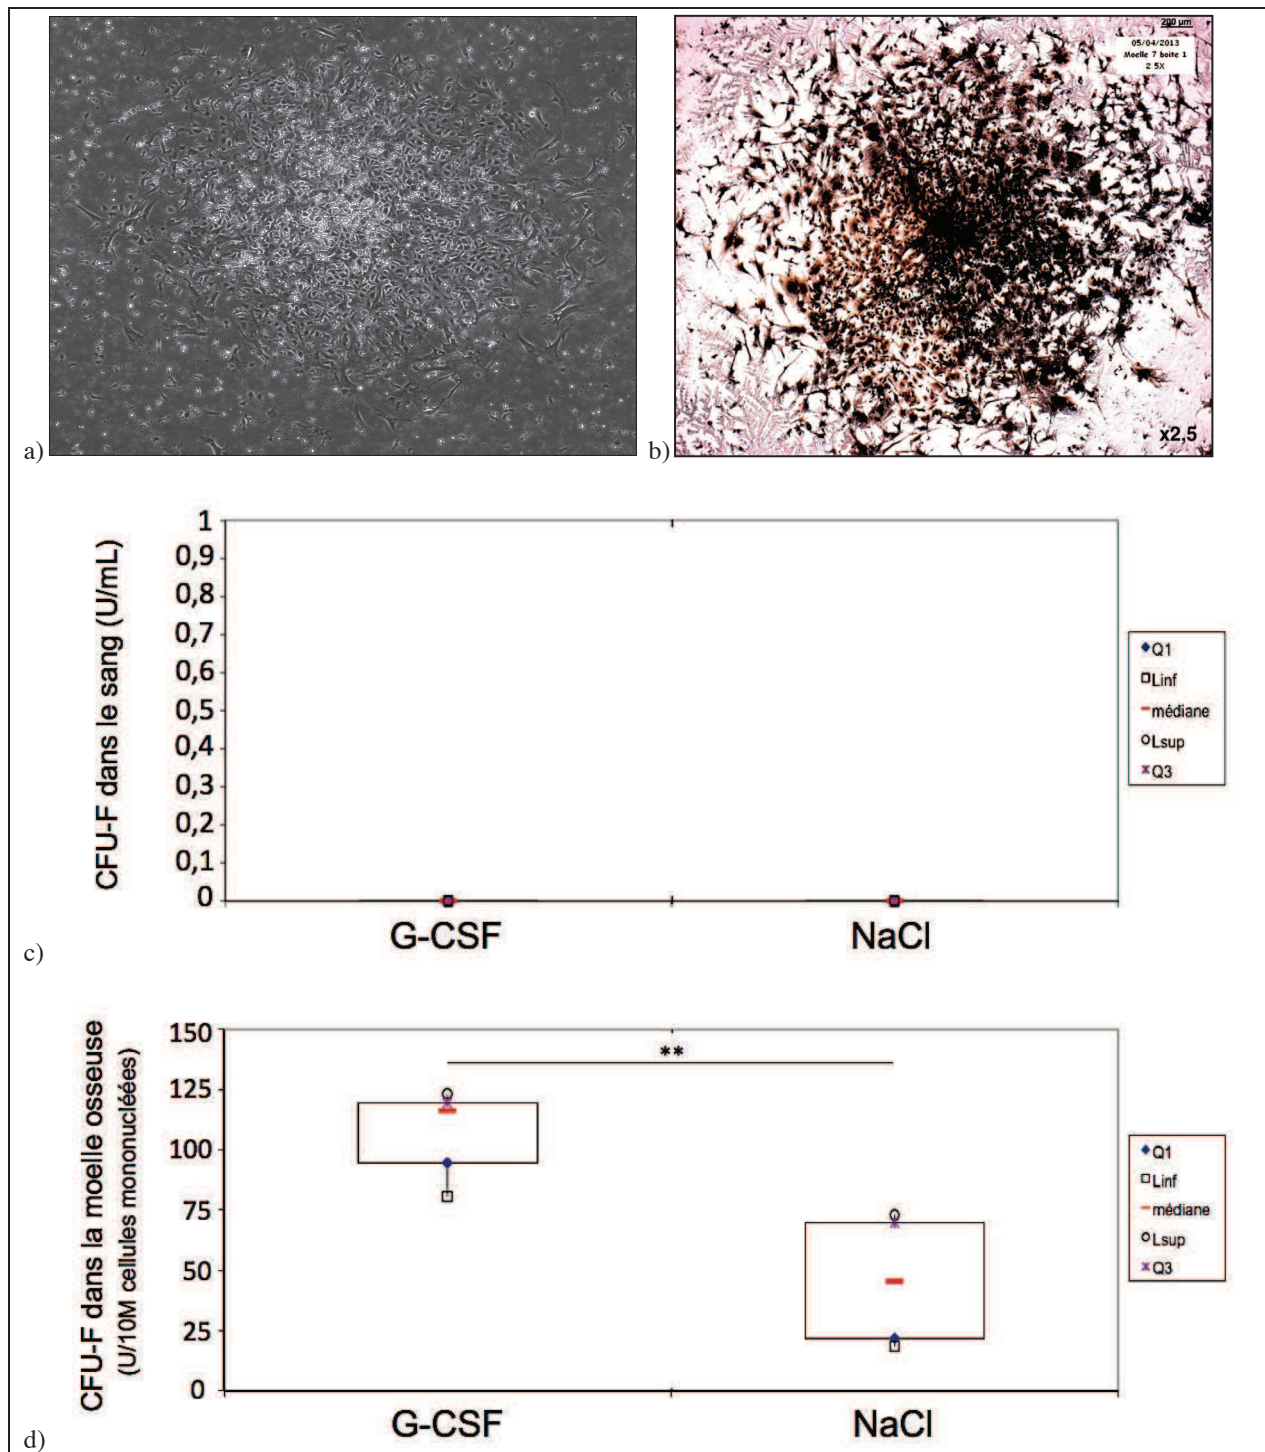 200 µm
05/04/2013
Moelle 7 boite 1
2 5X
x2,5
a)
b)
CFU-F dans le sang (U/mL)
1
0,9
0,8
0,7
0,6
0,5
0,4
0,3
0,2
0,1
0
G-CSF
NaCl
Q1
Linf
médiane
Lsup
Q3
c)
CFU-F dans la moelle osseuse
(U/10M cellules mononucléées)
150
125
100
75
50
25
0
**
G-CSF
NaCl
Q1
Linf
médiane
Lsup
Q3
d)